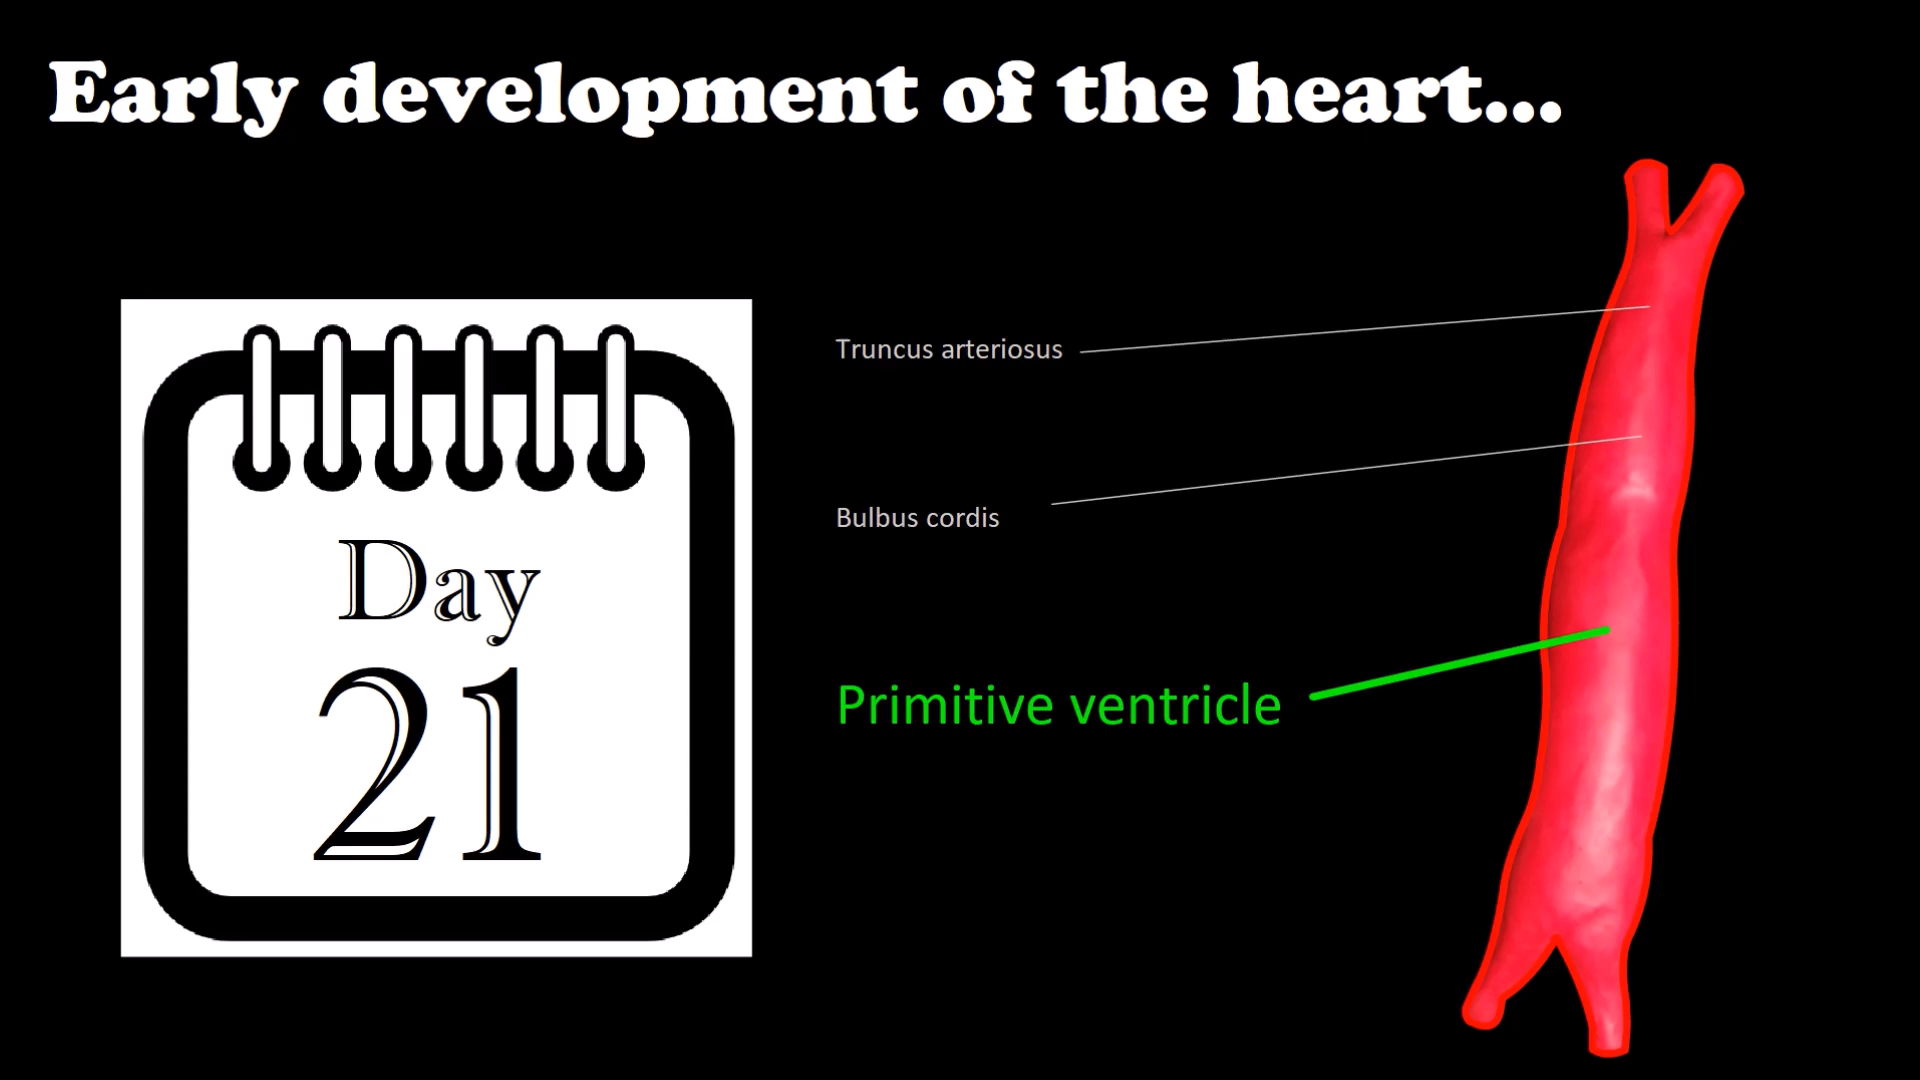 Early development of the heart...
Day
21
Truncus arteriosus
Bulbus cordis
Primitive ventricle